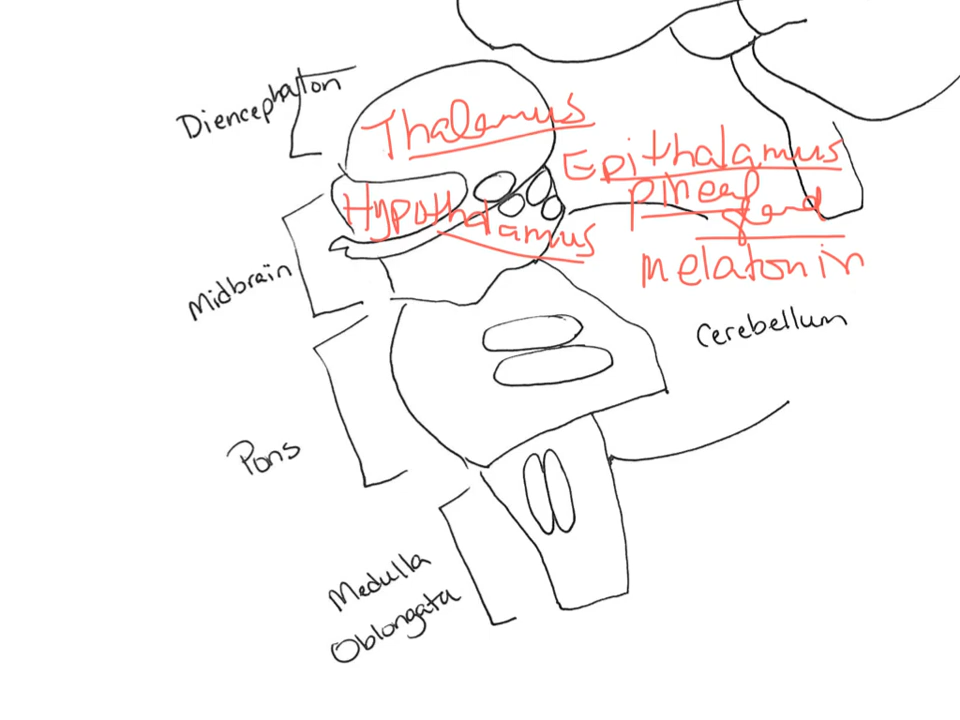 Diencephalon
Thalamus
Epithalamus
pineal
gland
melatonin
Hypothalamus
Midbrain
Cerebellum
Pons
Medulla
Oblongata